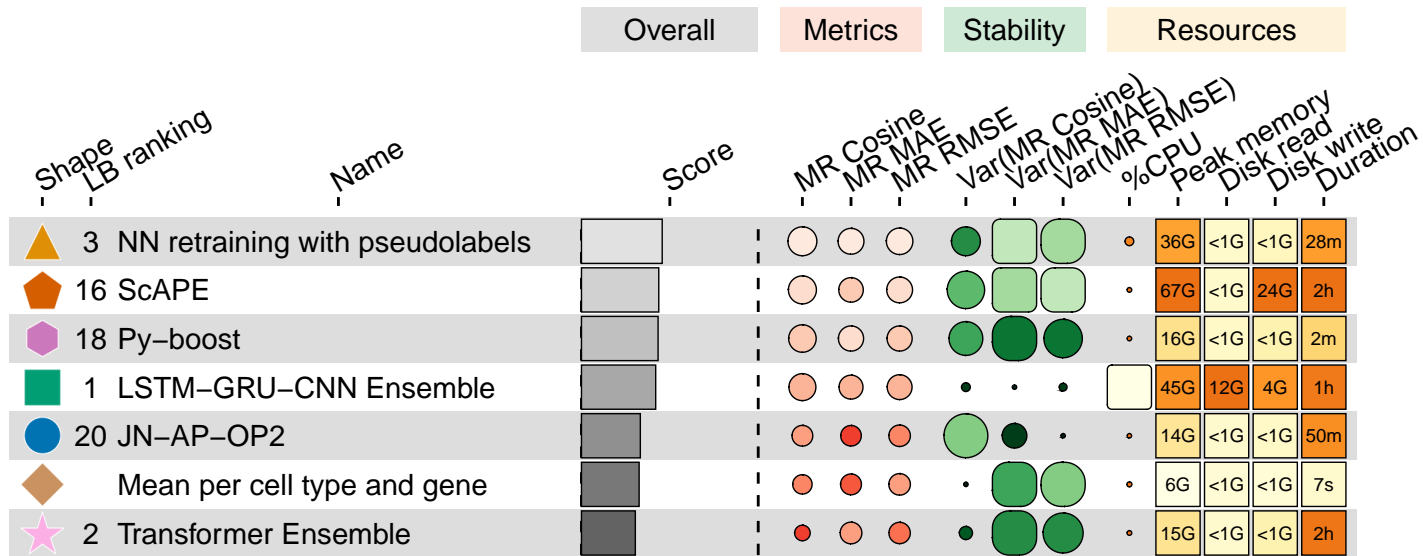 Overall Metrics Stability Resources
Shape LB ranking Name Score MR Cosine MR MAE MR RMSE Var(MR Cosine) Var(MR MAE) Var(MR RMSE) %CPU Peak memory Disk read Disk write Duration
3 NN retraining with pseudolabels 36G <1G <1G 28m
16 ScAPE 67G <1G 24G 2h
18 Py−boost 16G <1G <1G 2m
1 LSTM−GRU−CNN Ensemble 45G 12G 4G 1h
20 JN−AP−OP2 14G <1G <1G 50m
Mean per cell type and gene 6G <1G <1G 7s
2 Transformer Ensemble 15G <1G <1G 2h